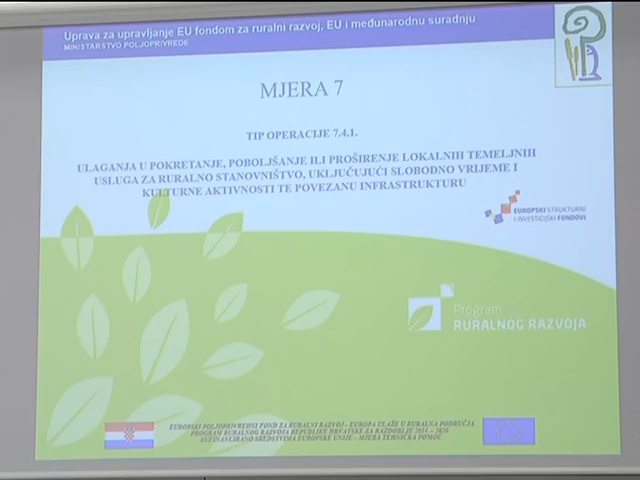 Uprava za upravljanje EU fondom za ruralni razvoj, EU i međunarodnu suradnju
MINISTARSTVO POLJOPRIVREDE
MJERA 7
TIP OPERACIJE 7.4.1.
ULAGANJA U POKRETANJE, POBOLJŠANJE ILI PROŠIRENJE LOKALNIH TEMELJNIH
USLUGA ZA RURALNO STANOVNIŠTVO, UKLJUČUJUĆI SLOBODNO VRIJEME I
KULTURNE AKTIVNOSTI TE POVEZANU INFRASTRUKTURU
EUROPSKI STRUKTURNI
I INVESTICIJSKI FONDOVI
Program
RURALNOG RAZVOJA
EUROPSKI POLJOPRIVREDNI FOND ZA RURALNI RAZVOJ - EUROPA ULAŽE U RURALNA PODRUČJA
PROGRAM RURALNOG RAZVOJA REPUBLIKE HRVATSKE ZA RAZDOBLJE 2014. - 2020.
SUFINANCIRANO SREDSTVIMA EUROPSKE UNIJE - MJERA TEHNIČKA POMOĆ